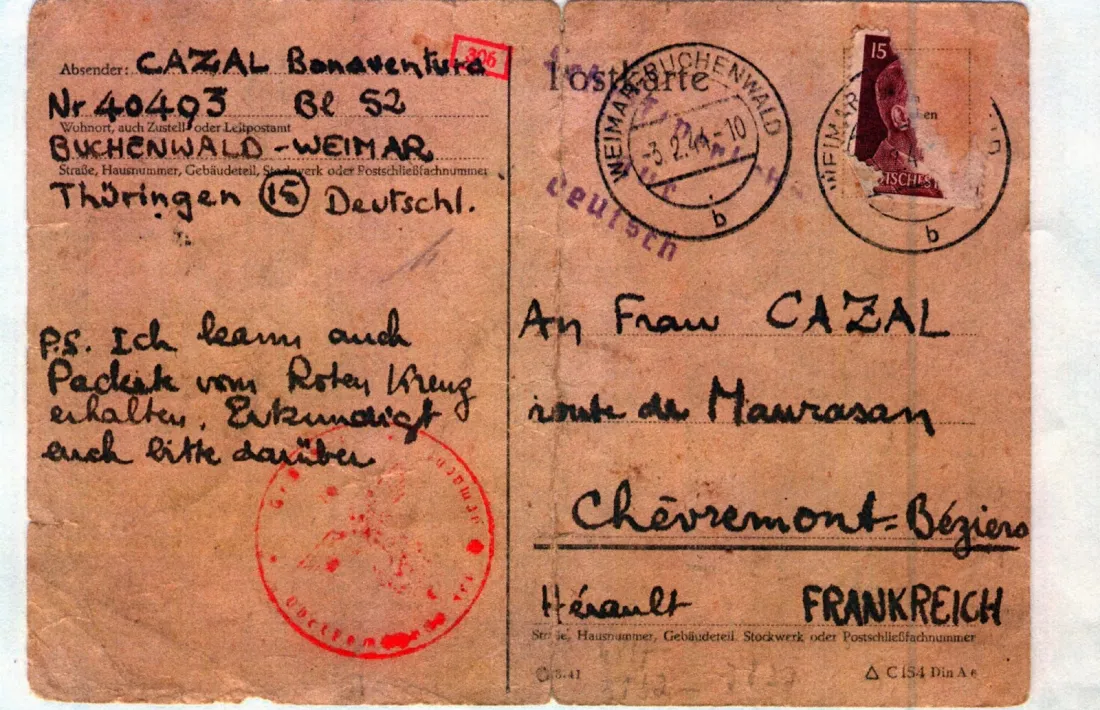 Absender: CAZAL Bonaventura
306
Nr 40493 Bl 52
Wohnort, auch Zustell- oder Leitpostamt
BUCHENWALD - WEIMAR
Straße, Hausnummer, Gebäudeteil, Stockwerk oder Postschließfachnummer
Thüringen (15) Deutschl.
P.S. Ich kann auch
Packete vom Roten Kreuz
erhalten. Erkundigt
euch bitte darüber
Postkarte
deutsch
WEIMAR-BUCHENWALD
-3.2.44-10
b
15
WEIMAR
b
An Frau CAZAL
route de Maurasan
Chèvremont-Béziers
Hérault FRANKREICH
Straße, Hausnummer, Gebäudeteil, Stockwerk oder Postschließfachnummer
8.41
C 154 Din A 6